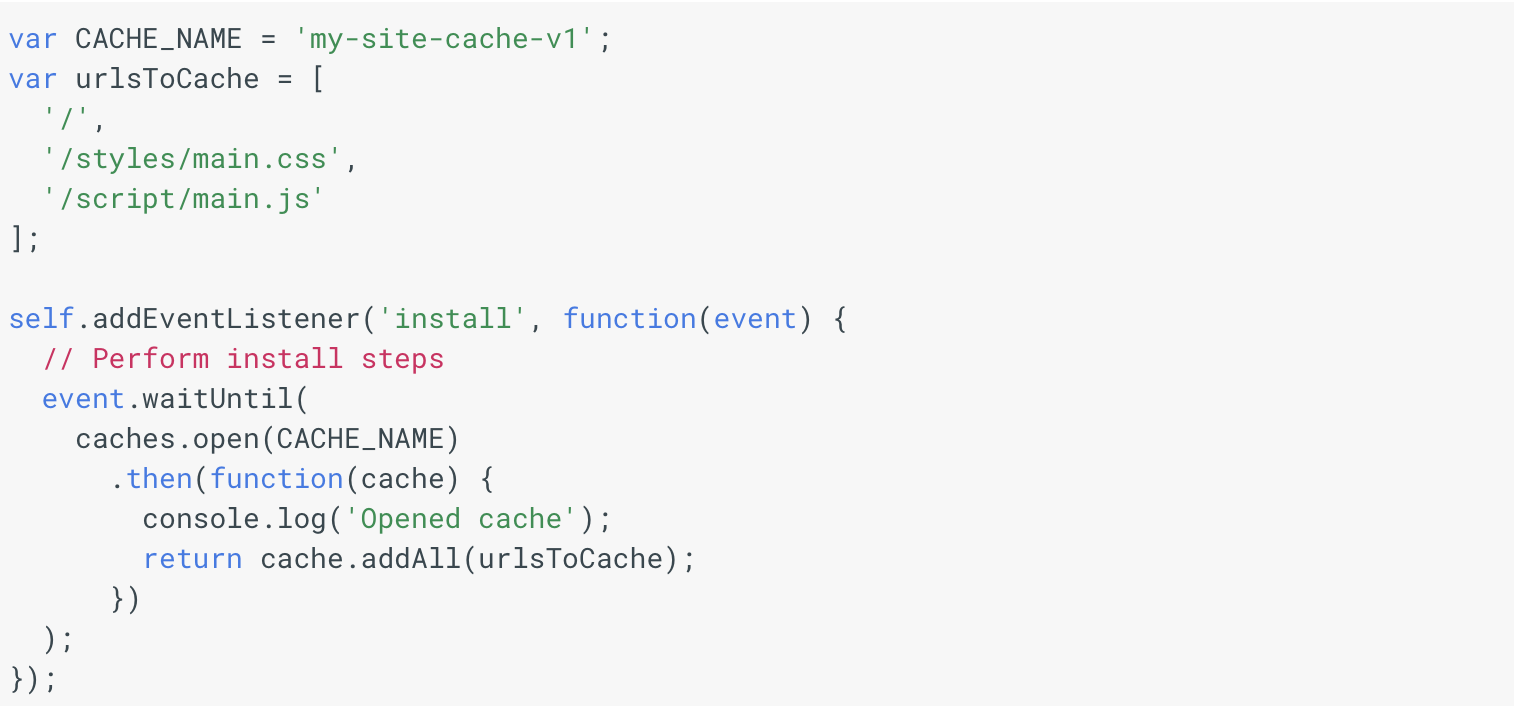 var CACHE_NAME = 'my-site-cache-v1';
var urlsToCache = [
  '/',
  '/styles/main.css',
  '/script/main.js'
];

self.addEventListener('install', function(event) {
  // Perform install steps
  event.waitUntil(
    caches.open(CACHE_NAME)
      .then(function(cache) {
        console.log('Opened cache');
        return cache.addAll(urlsToCache);
      })
  );
});